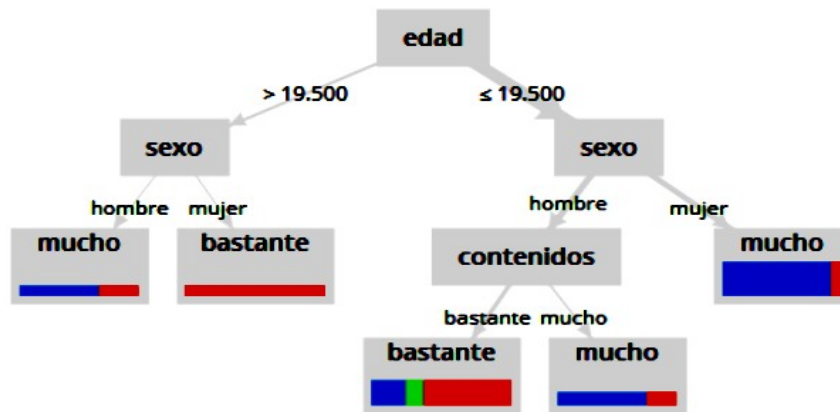 edad
> 19.500 ≤ 19.500
sexo sexo
hombre mujer hombre mujer
mucho bastante contenidos mucho
bastante mucho
bastante mucho